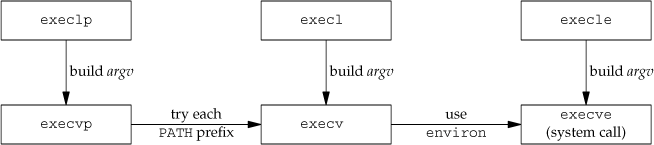 execlp
execl
execle
build argv
build argv
build argv
execvp
try each
PATH prefix
execv
use
environ
execve
(system call)